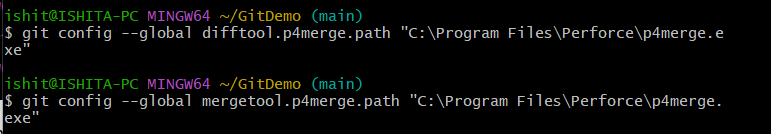 ishit@ISHITA-PC MINGW64 ~/GitDemo (main)
$ git config --global difftool.p4merge.path "C:\Program Files\Perforce\p4merge.e
xe"
ishit@ISHITA-PC MINGW64 ~/GitDemo (main)
$ git config --global mergetool.p4merge.path "C:\Program Files\Perforce\p4merge.
exe"